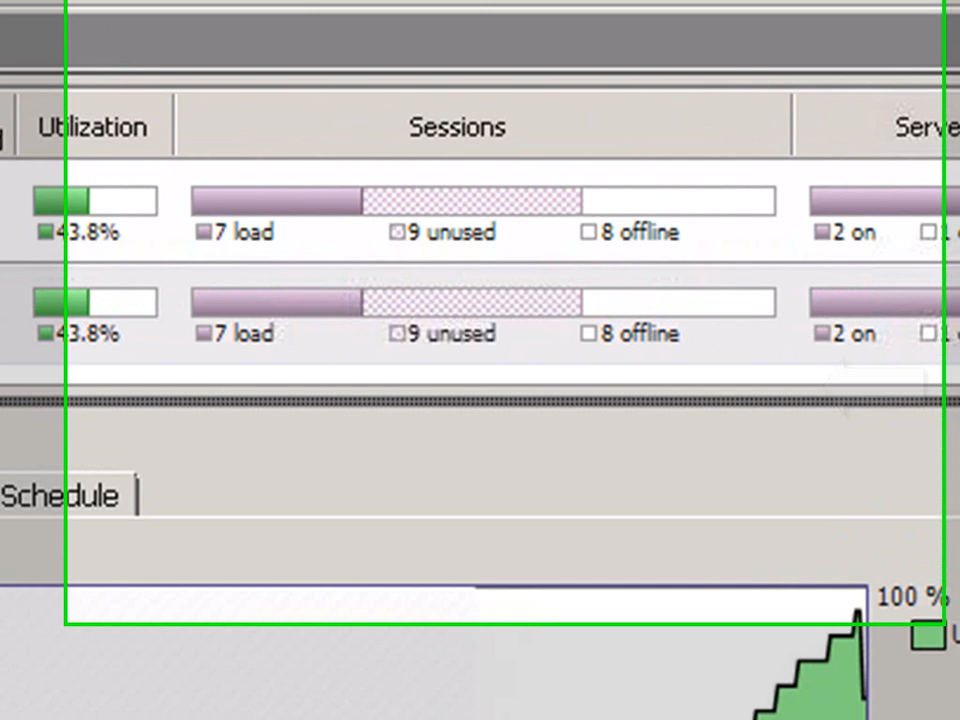 Utilization Sessions Serve
7 load 9 unused 8 offline 2 on
43.8%
7 load 9 unused 8 offline 2 on
43.8%
Schedule
100 %